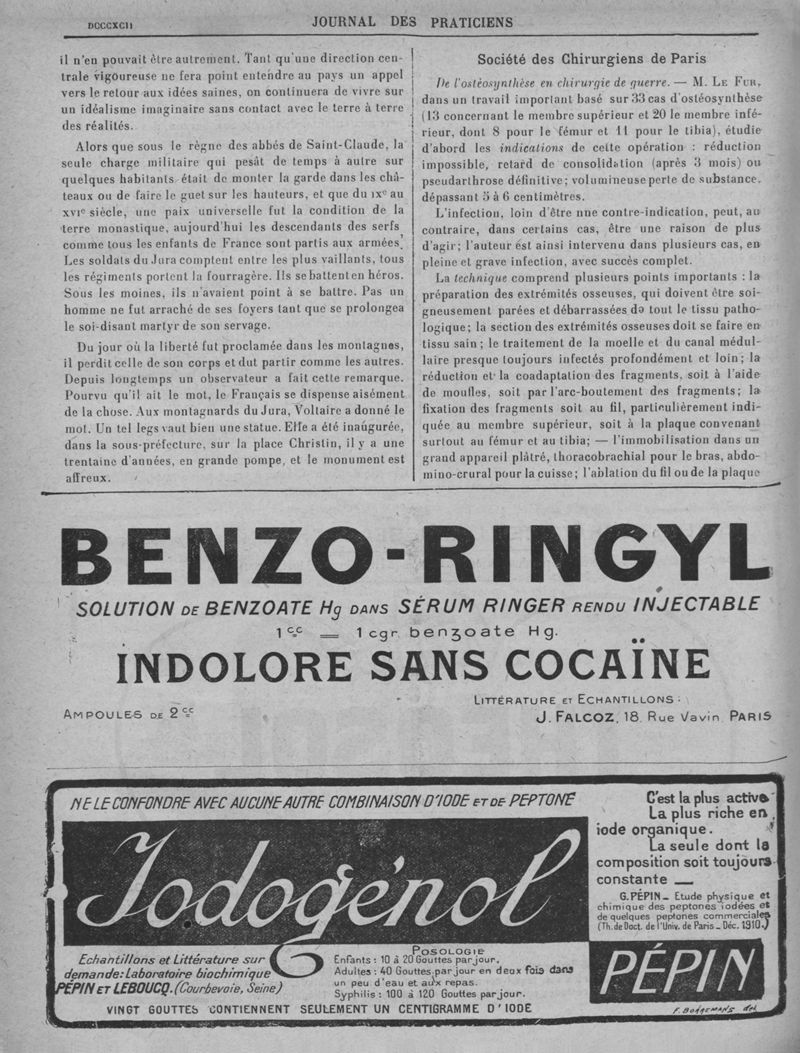 DCCCXCII
JOURNAL DES PRATICIENS
il n'en pouvait être autrement. Tant qu'une direction cen-
trale vigoureuse ne fera point entendre au pays un appel
vers le retour aux idées saines, on continuera de vivre sur
un idéalisme imaginaire sans contact avec le terre à terre
des réalités.
Alors que sous le règne des abbés de Saint-Claude, la
seule charge militaire qui pesât de temps à autre sur
quelques habitants était de monter la garde dans les châ-
teaux ou de faire le guet sur les hauteurs, et que du IXe au
XVIe siècle, une paix universelle fut la condition de la
terre monastique, aujourd'hui les descendants des serfs
comme tous les enfants de France sont partis aux armées.
Les soldats du Jura comptent entre les plus vaillants, tous
les régiments portent la fourragère. Ils se battent en héros.
Sous les moines, ils n'avaient point à se battre. Pas un
homme ne fut arraché de ses foyers tant que se prolongea
le soi-disant martyr de son servage.
Du jour où la liberté fut proclamée dans les montagnes,
il perdit celle de son corps et dut partir comme les autres.
Depuis longtemps un observateur a fait cette remarque.
Pourvu qu'il ait le mot, le Français se dispense aisément
de la chose. Aux montagnards du Jura, Voltaire a donné le
mot. Un tel legs vaut bien une statue. Elle a été inaugurée,
dans la sous-préfecture, sur la place Christin, il y a une
trentaine d'années, en grande pompe, et le monument est
affreux.
Société des Chirurgiens de Paris
De l'ostéosynthèse en chirurgie de guerre. — M. LE FUR,
dans un travail important basé sur 33 cas d'ostéosynthèse
(13 concernant le membre supérieur et 20 le membre infé-
rieur, dont 8 pour le fémur et 11 pour le tibia), étudie
d'abord les indications de cette opération : réduction
impossible, retard de consolidation (après 3 mois) ou
pseudarthrose définitive; volumineuse perte de substance,
dépassant 5 à 6 centimètres.
L'infection, loin d'être nne contre-indication, peut, au
contraire, dans certains cas, être une raison de plus
d'agir; l'auteur est ainsi intervenu dans plusieurs cas, en
pleine et grave infection, avec succès complet.
La technique comprend plusieurs points importants : la
préparation des extrémités osseuses, qui doivent être soi-
gneusement parées et débarrassées de tout le tissu patho-
logique; la section des extrémités osseuses doit se faire en
tissu sain; le traitement de la moelle et du canal médul-
laire presque toujours infectés profondément et loin; la
réduction et la coadaptation des fragments, soit à l'aide
de moufles, soit par l'arc-boutement des fragments; la
fixation des fragments soit au fil, particulièrement indi-
quée au membre supérieur, soit à la plaque convenant
surtout au fémur et au tibia; — l'immobilisation dans un
grand appareil plâtré, thoracobrachial pour le bras, abdo-
mino-crural pour la cuisse; l'ablation du fil ou de la plaque
BENZO-RINGYL
SOLUTION DE BENZOATE Hg DANS SÉRUM RINGER RENDU INJECTABLE
1 cc = 1 cgr benzoate Hg.
INDOLORE SANS COCAÏNE
AMPOULES DE 2 cc
LITTÉRATURE ET ECHANTILLONS :
J. FALCOZ, 18, Rue Vavin, PARIS
NE LE CONFONDRE AVEC AUCUNE AUTRE COMBINAISON D'IODE ET DE PEPTONE
Iodogénol
C'est la plus active
La plus riche en
iode organique.
La seule dont la
composition soit toujours
constante _
G. PÉPIN _ Etude physique et
chimique des peptones iodées et
de quelques peptones commerciales
(Th. de Doct. de l'Univ. de Paris _ Déc. 1910.)
PÉPIN
Echantillons et Littérature sur
demande: Laboratoire biochimique
PÉPIN ET LEBOUCQ. (Courbevoie, Seine)
POSOLOGIE
Enfants : 10 à 20 Gouttes par jour.
Adultes : 40 Gouttes par jour en deux fois dans
un peu d'eau et aux repas.
Syphilis : 100 à 120 Gouttes par jour.
VINGT GOUTTES CONTIENNENT SEULEMENT UN CENTIGRAMME D'IODE